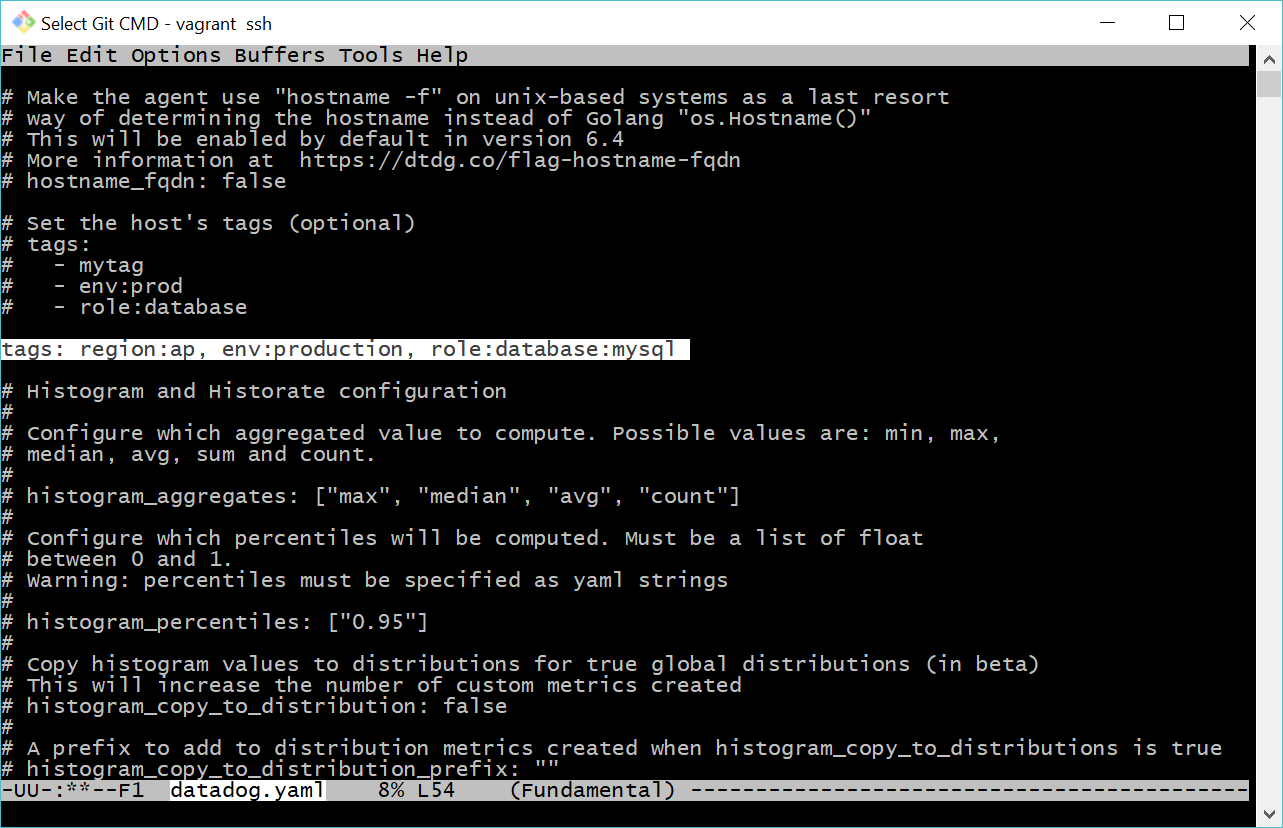 Select Git CMD - vagrant  ssh
File Edit Options Buffers Tools Help
# Make the agent use "hostname -f" on unix-based systems as a last resort
# way of determining the hostname instead of Golang "os.Hostname()"
# This will be enabled by default in version 6.4
# More information at  https://dtdg.co/flag-hostname-fqdn
# hostname_fqdn: false
# Set the host's tags (optional)
# tags:
#   - mytag
#   - env:prod
#   - role:database
tags: region:ap, env:production, role:database:mysql
# Histogram and Historate configuration
#
# Configure which aggregated value to compute. Possible values are: min, max,
# median, avg, sum and count.
#
# histogram_aggregates: ["max", "median", "avg", "count"]
#
# Configure which percentiles will be computed. Must be a list of float
# between 0 and 1.
# Warning: percentiles must be specified as yaml strings
#
# histogram_percentiles: ["0.95"]
#
# Copy histogram values to distributions for true global distributions (in beta)
# This will increase the number of custom metrics created
# histogram_copy_to_distribution: false
#
# A prefix to add to distribution metrics created when histogram_copy_to_distributions is true
# histogram_copy_to_distribution_prefix: ""
-UU-:**--F1  datadog.yaml    8% L54    (Fundamental) -------------------------------------------